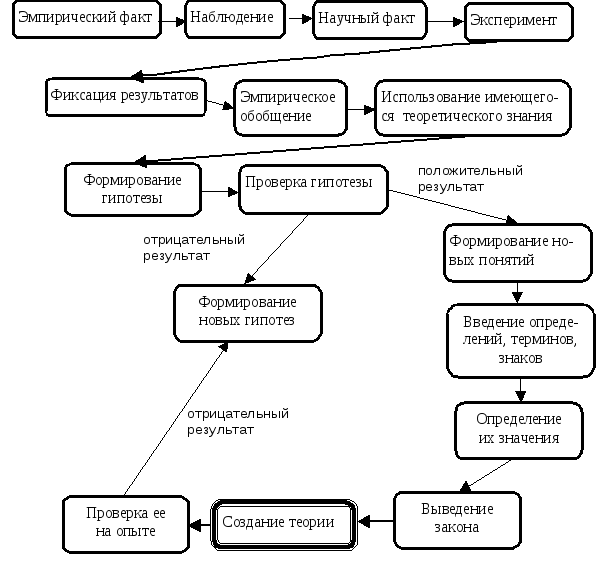 Эмпирический факт
Наблюдение
Научный факт
Эксперимент
Фиксация результатов
Эмпирическое
обобщение
Использование имеющего-
ся теоретического знания
Формирование
гипотезы
Проверка гипотезы
положительный
результат
отрицательный
результат
Формирование но-
вых понятий
Формирование
новых гипотез
Введение опреде-
лений, терминов,
знаков
отрицательный
результат
Определение
их значения
Проверка ее
на опыте
Создание теории
Выведение
закона